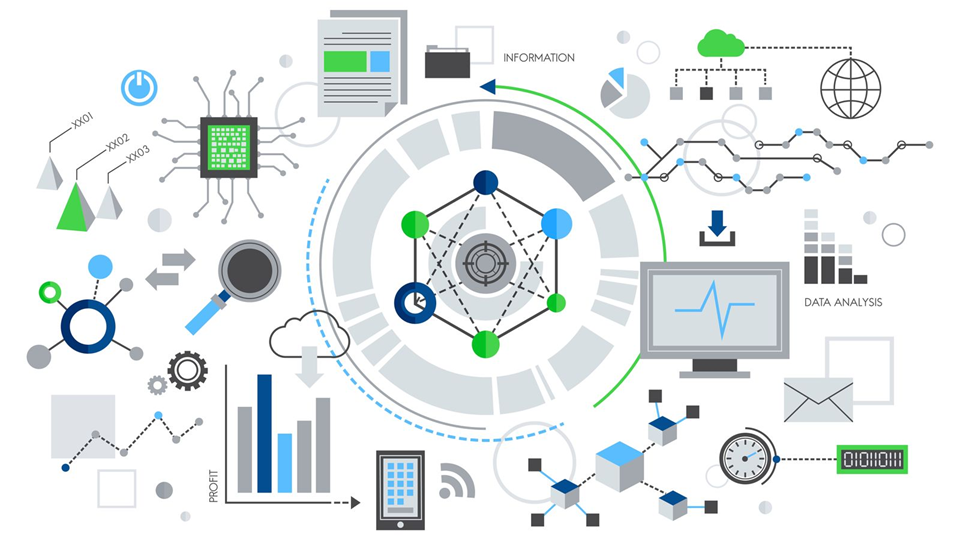 INFORMATION
XX01
XX02
XX03
DATA ANALYSIS
PROFIT
01011011